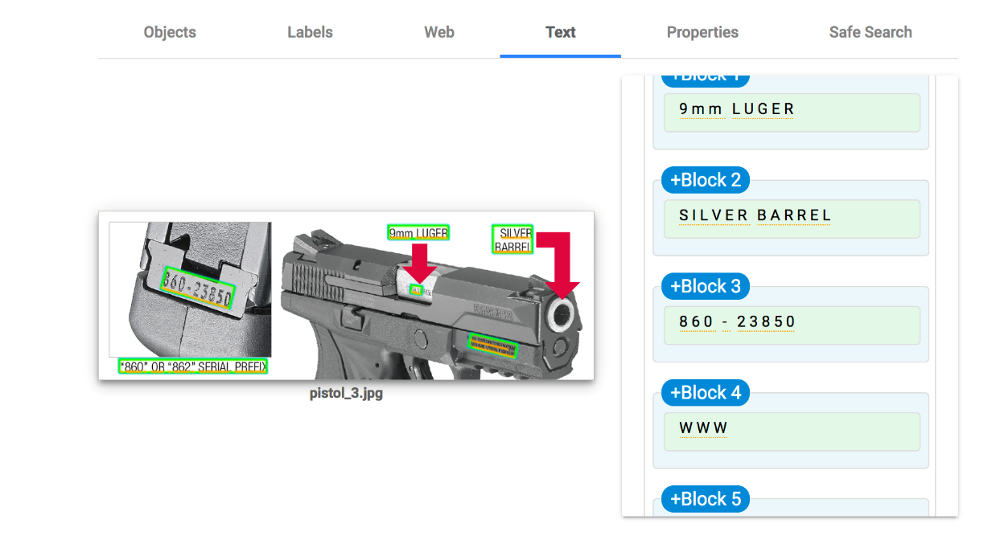 Objects Labels Web Text Properties Safe Search
+Block 1
9mm LUGER
+Block 2
SILVER BARREL
+Block 3
860 - 23850
+Block 4
WWW
+Block 5
9mm LUGER
SILVER
BARREL
860-23850
"860" OR "862" SERIAL PREFIX
pistol_3.jpg